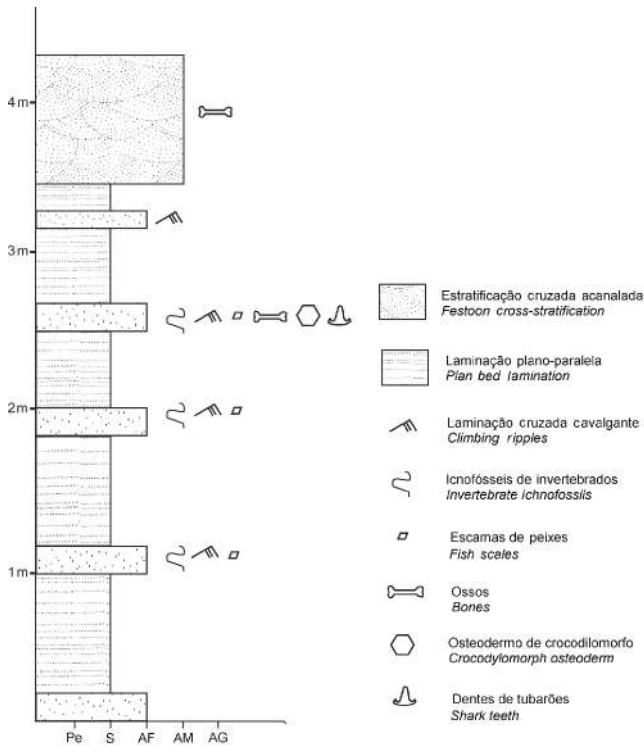 4m
3m
2m
1m
Pe S AF AM AG
Estratificação cruzada acanalada
Festoon cross-stratification
Laminação plano-paralela
Plan bed lamination
Laminação cruzada cavalgante
Climbing ripples
Icnofósseis de invertebrados
Invertebrate ichnofossils
Escamas de peixes
Fish scales
Ossos
Bones
Osteodermo de crocodilomorfo
Crocodylomorph osteoderm
Dentes de tubarões
Shark teeth